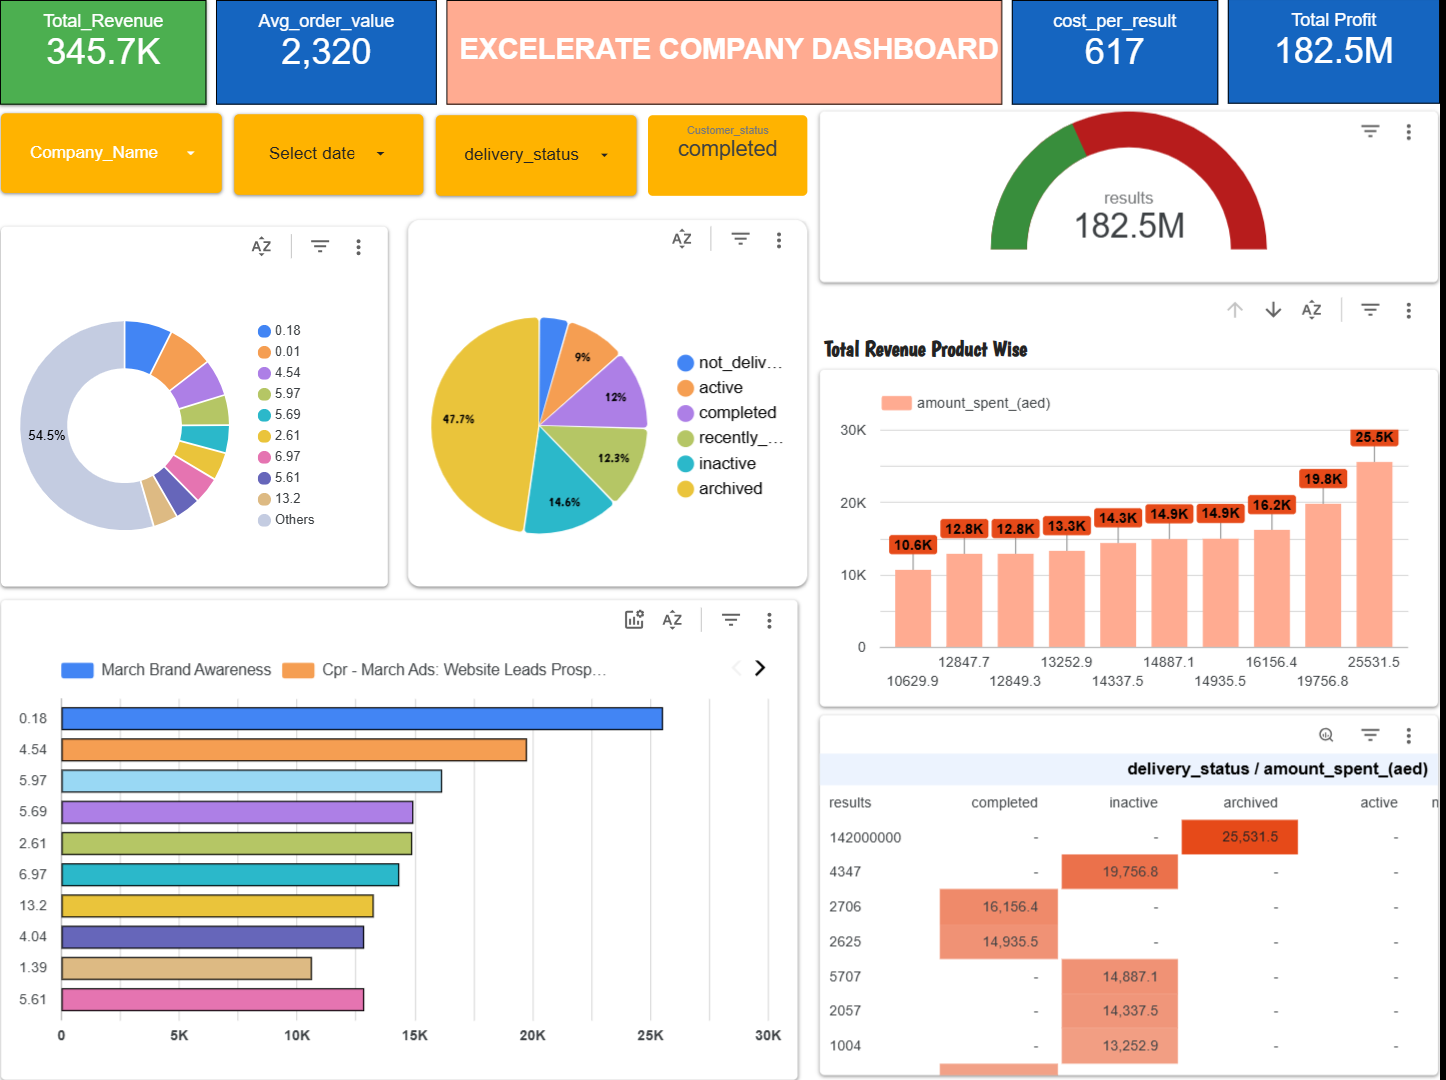 Total_Revenue
345.7K
Avg_order_value
2,320
EXCELERATE COMPANY DASHBOARD
cost_per_result
617
Total Profit
182.5M
Company_Name
Select date
delivery_status
Customer_status
completed
results
182.5M
AZ
54.5%
0.18
0.01
4.54
5.97
5.69
2.61
6.97
5.61
13.2
Others
AZ
9%
12%
12.3%
14.6%
47.7%
not_deliv...
active
completed
recently_...
inactive
archived
AZ
Total Revenue Product Wise
amount_spent_(aed)
30K
20K
10K
0
10.6K 12.8K 12.8K 13.3K 14.3K 14.9K 14.9K 16.2K 19.8K 25.5K
12847.7 13252.9 14887.1 16156.4 25531.5
10629.9 12849.3 14337.5 14935.5 19756.8
AZ
March Brand Awareness Cpr - March Ads: Website Leads Prosp...
0.18
4.54
5.97
5.69
2.61
6.97
13.2
4.04
1.39
5.61
0 5K 10K 15K 20K 25K 30K
delivery_status / amount_spent_(aed)
results completed inactive archived active n
142000000 - - 25,531.5 -
4347 - 19,756.8 - -
2706 16,156.4 - - -
2625 14,935.5 - - -
5707 - 14,887.1 - -
2057 - 14,337.5 - -
1004 - 13,252.9 - -